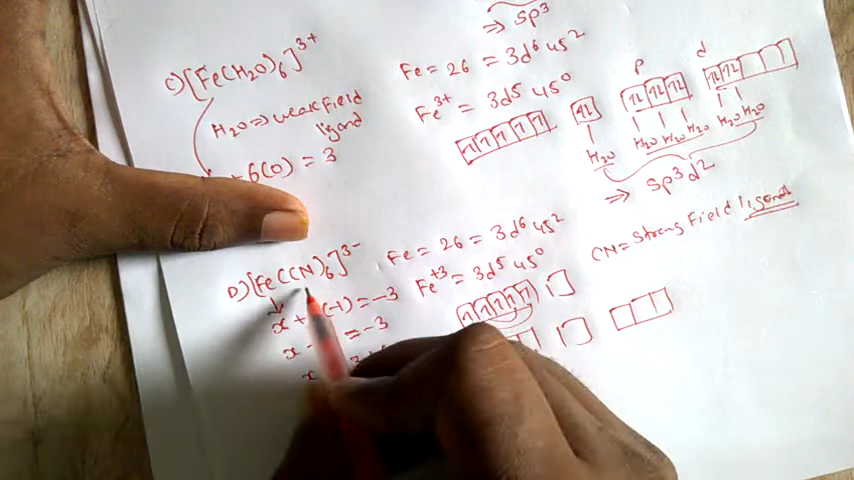 ⇒ sp³
C) [Fe(H₂O)₆]³⁺
Fe = 26 = 3d⁶ 4s²
H₂O ⇒ weak field
ligand
Fe³⁺ = 3d⁵ 4s⁰
p
d
+ 6(0) = 3
H₂O
H₂O H₂O H₂O
H₂O H₂O
⇒ sp³d²
D) [Fe(CN)₆]³⁻
Fe = 26 = 3d⁶ 4s²
CN = Strong Field ligand
Fe⁺³ = 3d⁵ 4s⁰
x + (-1) = -3
x - = -3
x